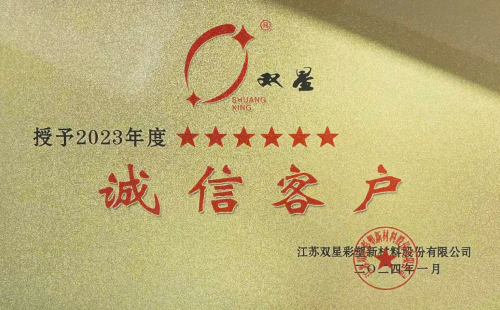 ®
双星
SHUANG
XING
授予2023年度★★★★★★
诚信客户
江苏双星彩塑新材料股份有限公司
二〇二四年一月